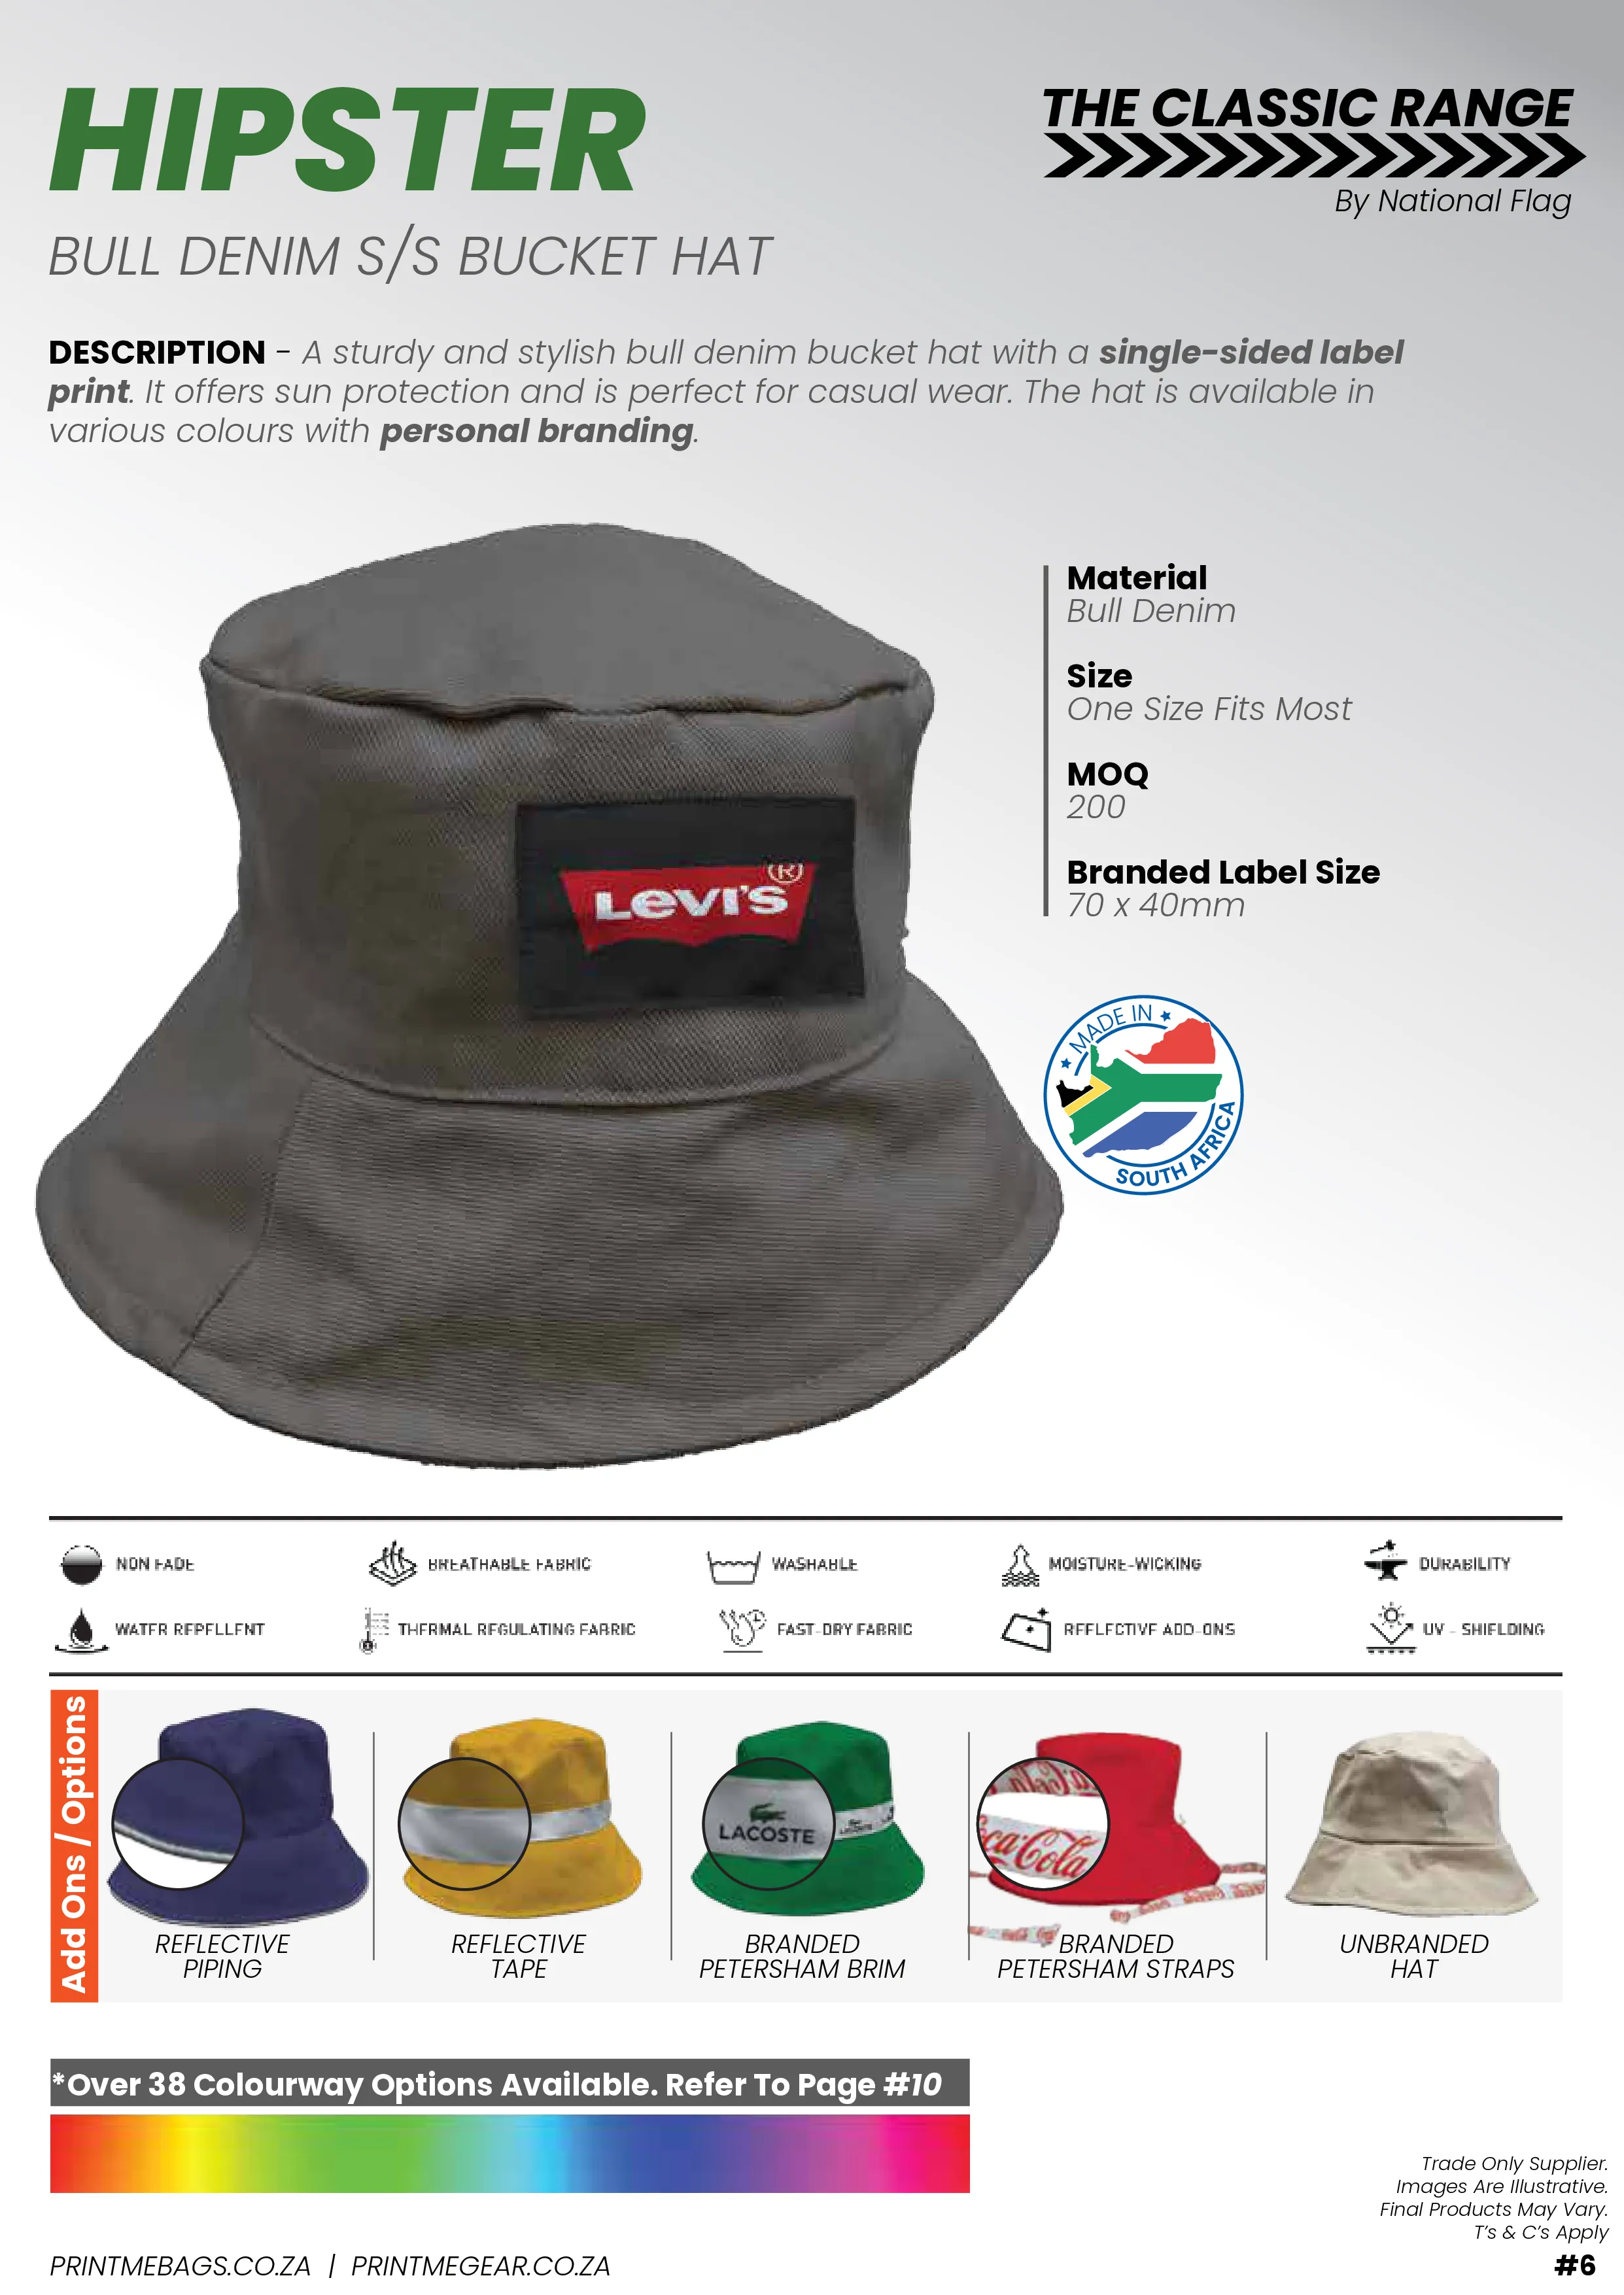 HIPSTER
THE CLASSIC RANGE
By National Flag
BULL DENIM S/S BUCKET HAT
DESCRIPTION - A sturdy and stylish bull denim bucket hat with a single-sided label
print. It offers sun protection and is perfect for casual wear. The hat is available in
various colours with personal branding.
Material
Bull Denim
Size
One Size Fits Most
MOQ
200
Branded Label Size
70 x 40mm
Levi's ®
MADE IN
SOUTH AFRICA
NON FADE
BREATHABLE FABRIC
WASHABLE
MOISTURE-WICKING
DURABILITY
WATER REPELLENT
THERMAL REGULATING FABRIC
FAST-DRY FABRIC
REFLECTIVE ADD-ONS
UV - SHIELDING
Add Ons / Options
LACOSTE
Coca-Cola
REFLECTIVE
PIPING
REFLECTIVE
TAPE
BRANDED
PETERSHAM BRIM
BRANDED
PETERSHAM STRAPS
UNBRANDED
HAT
*Over 38 Colourway Options Available. Refer To Page #10
Trade Only Supplier.
Images Are Illustrative.
Final Products May Vary.
T's & C's Apply
PRINTMEBAGS.CO.ZA | PRINTMEGEAR.CO.ZA
#6